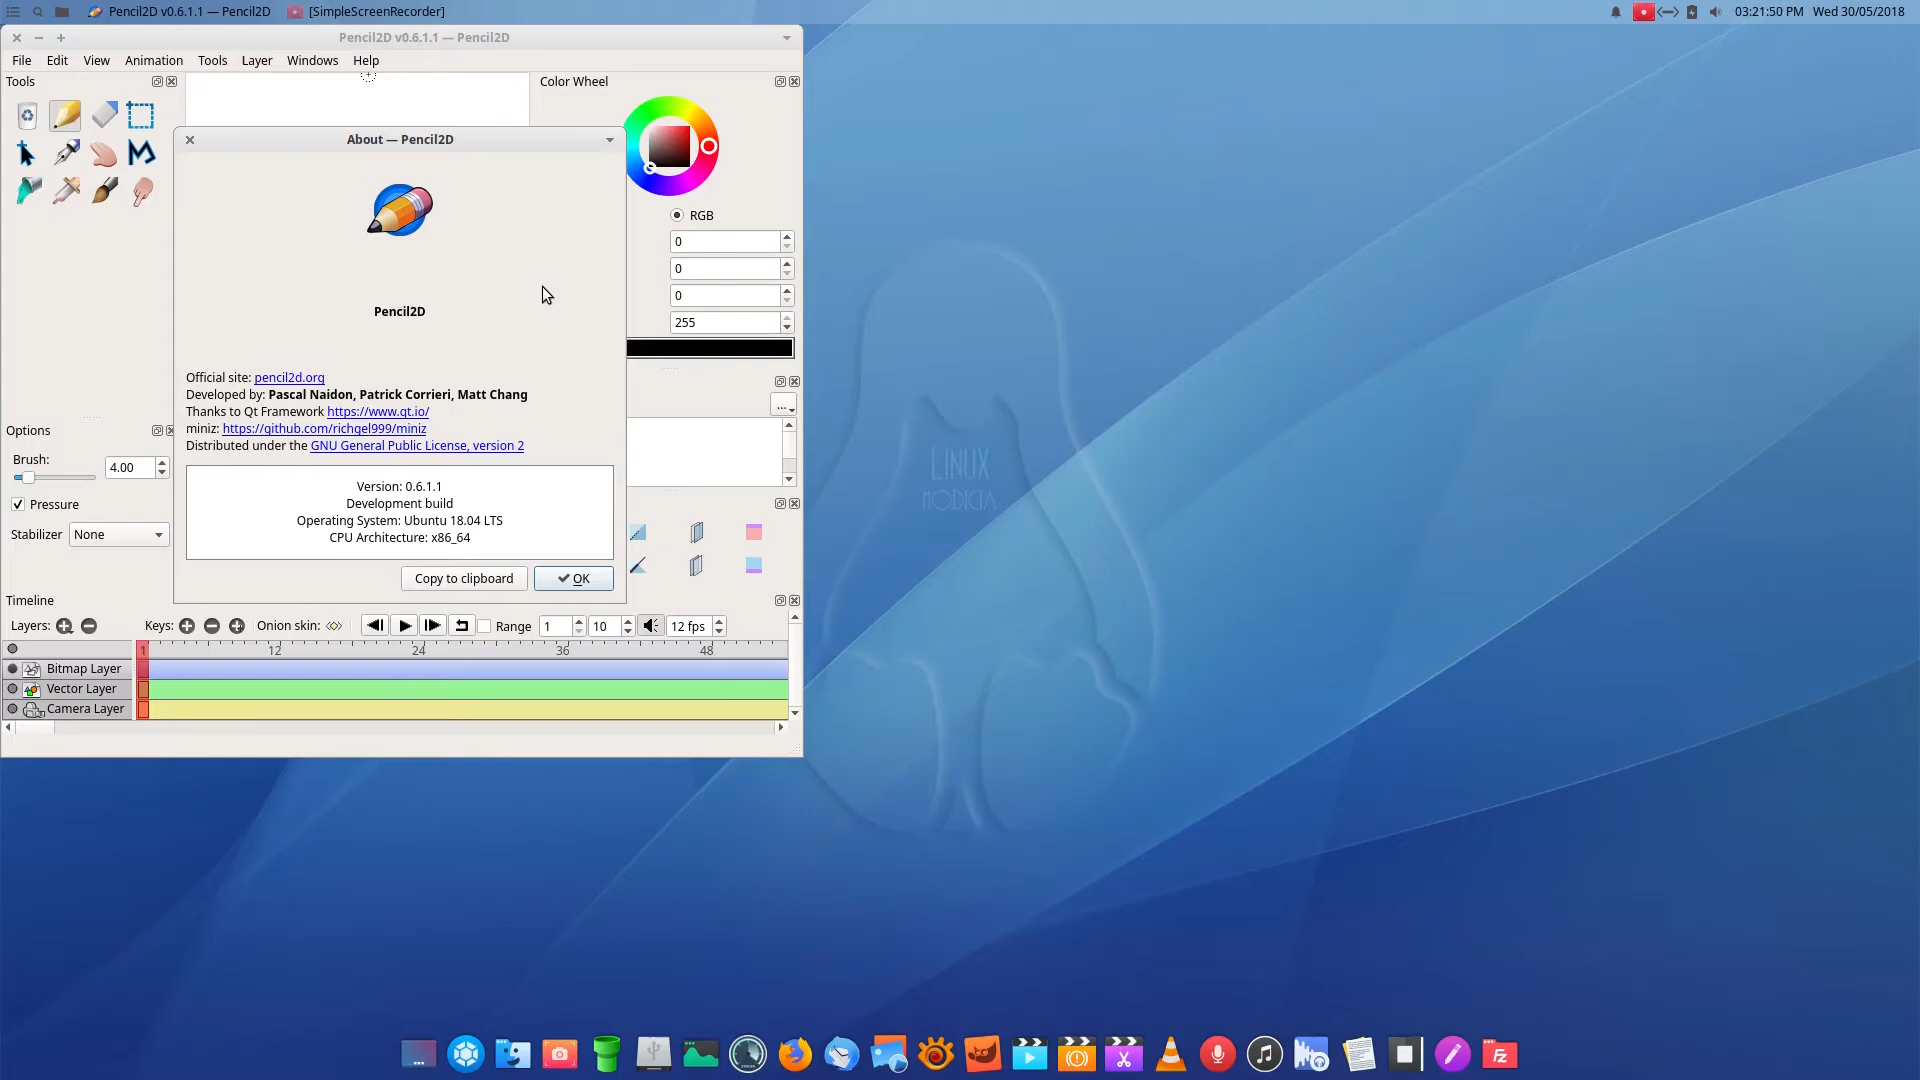 Pencil2D v0.6.1.1 — Pencil2D
[SimpleScreenRecorder]
03:21:50 PM
Wed 30/05/2018
Pencil2D v0.6.1.1 — Pencil2D
File Edit View Animation Tools Layer Windows Help
Tools
Color Wheel
About — Pencil2D
RGB
0
0
0
255
Pencil2D
Official site: pencil2d.org
Developed by: Pascal Naidon, Patrick Corrieri, Matt Chang
Thanks to Qt Framework https://www.qt.io/
miniz: https://github.com/richgel999/miniz
Distributed under the GNU General Public License, version 2
...
Options
Brush:
4.00
Pressure
Stabilizer None
Version: 0.6.1.1
Development build
Operating System: Ubuntu 18.04 LTS
CPU Architecture: x86_64
Copy to clipboard
OK
Timeline
Layers: Keys: Onion skin: Range 1 10 12 fps
1 12 24 36 48
Bitmap Layer
Vector Layer
Camera Layer
LINUX
MODICIA
...
Fz